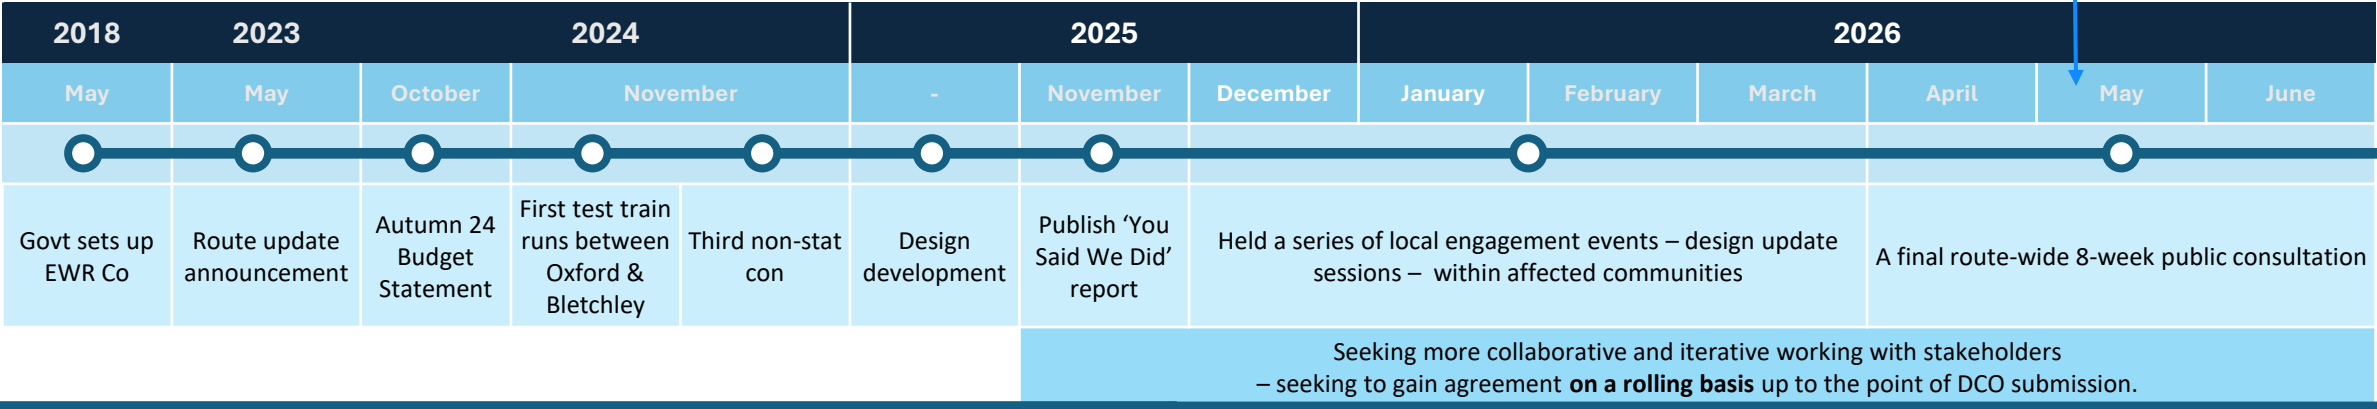 2018 2023 2024 2025 2026
May May October November - November December January February March April May June
Govt sets up
EWR Co
Route update
announcement
Autumn 24
Budget
Statement
First test train
runs between
Oxford &
Bletchley
Third non-stat
con
Design
development
Publish ‘You
Said We Did’
report
Held a series of local engagement events – design update
sessions – within affected communities
A final route-wide 8-week public consultation
Seeking more collaborative and iterative working with stakeholders
– seeking to gain agreement on a rolling basis up to the point of DCO submission.